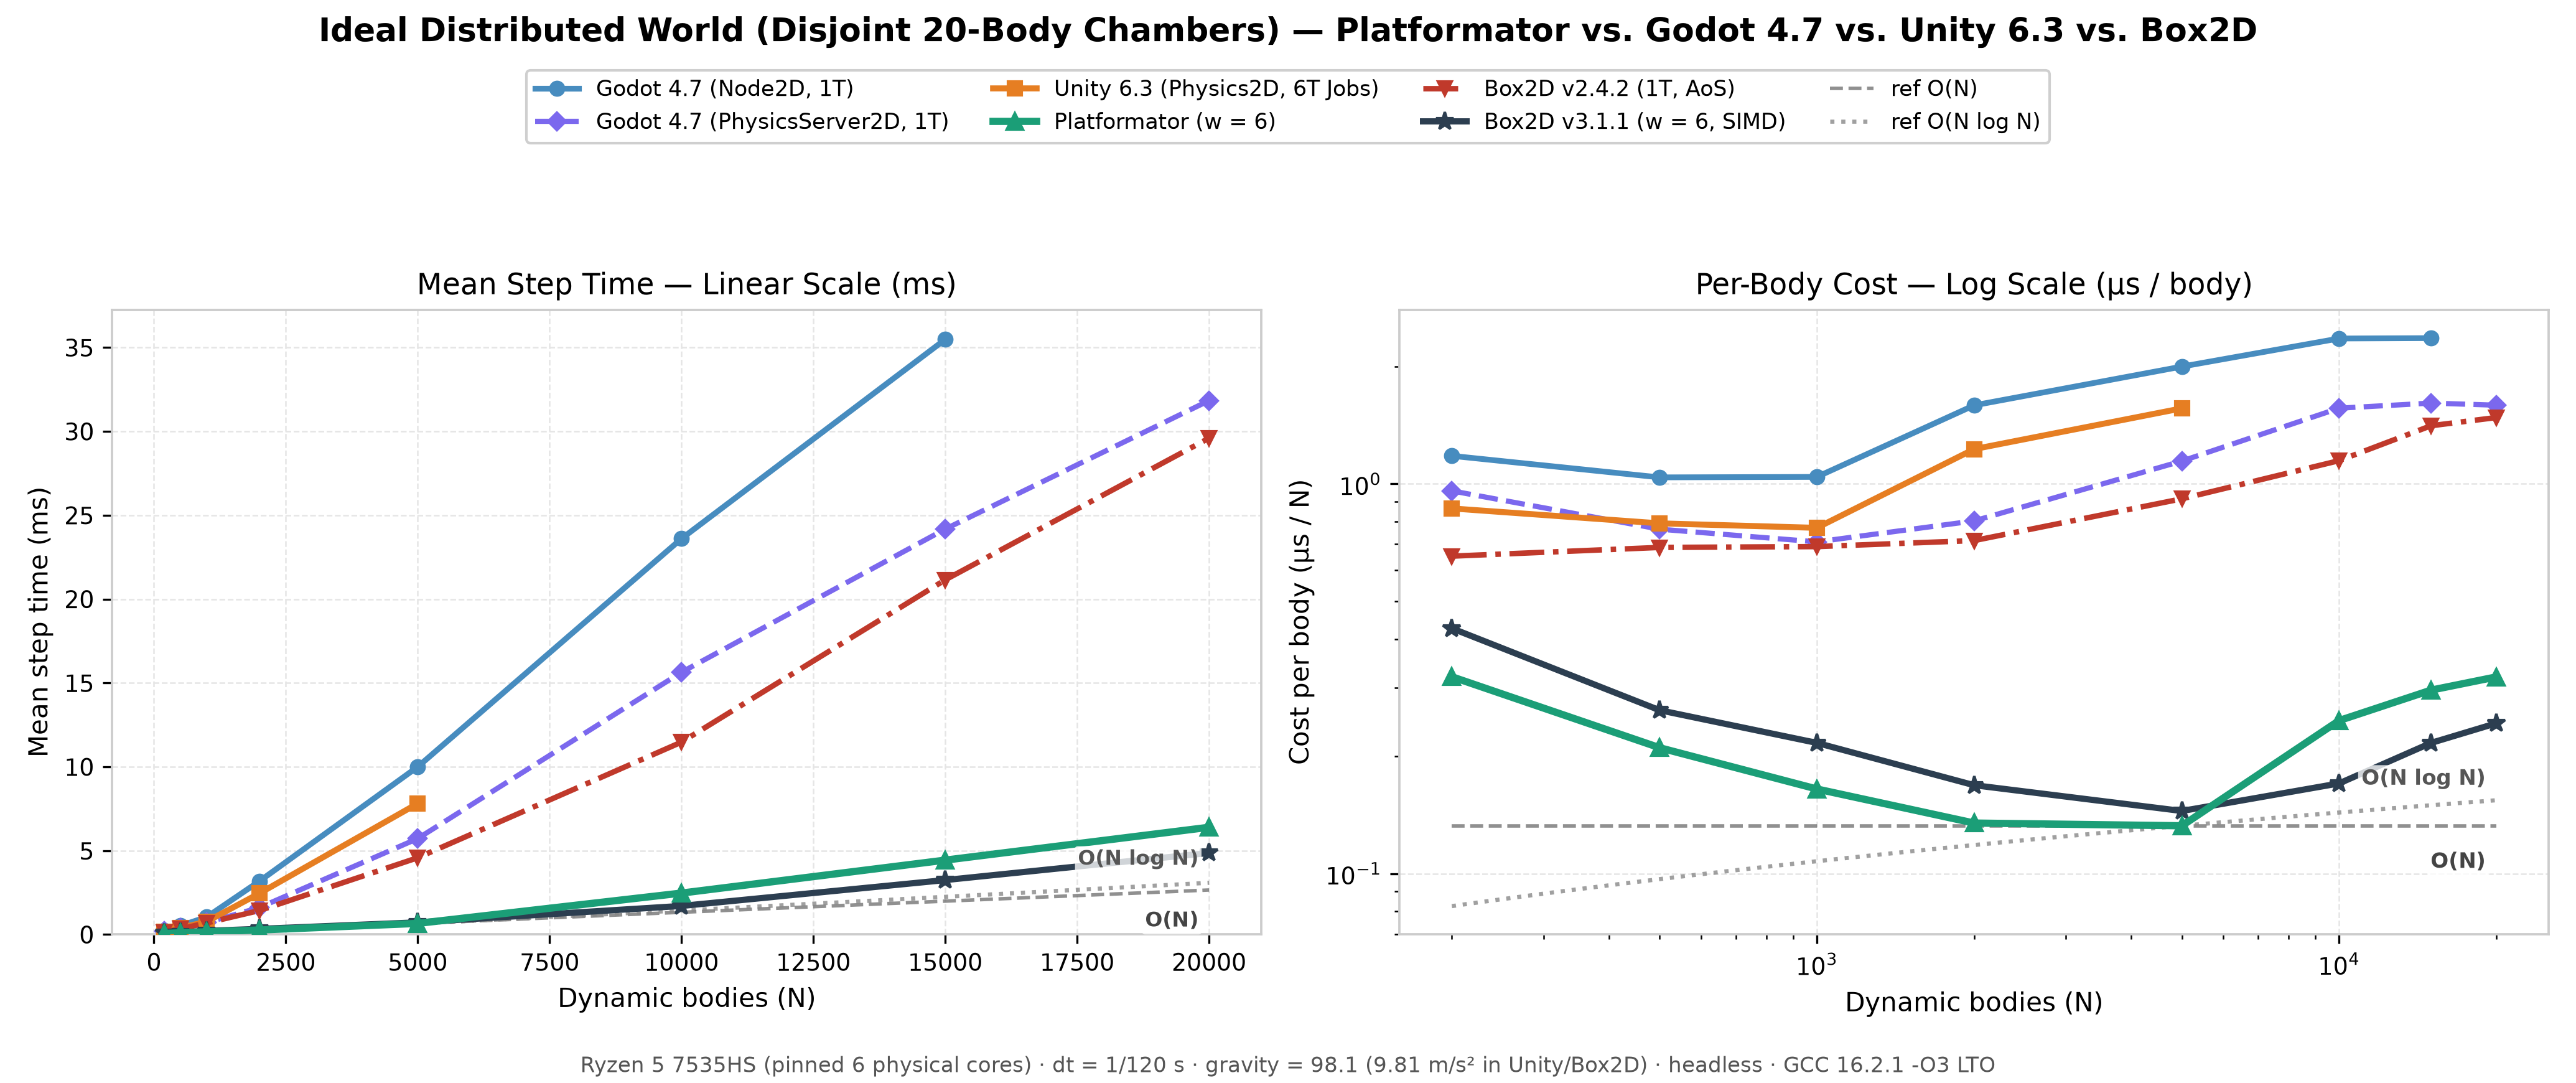 Ideal Distributed World (Disjoint 20-Body Chambers) — Platformator vs. Godot 4.7 vs. Unity 6.3 vs. Box2D
Godot 4.7 (Node2D, 1T)
Godot 4.7 (PhysicsServer2D, 1T)
Unity 6.3 (Physics2D, 6T Jobs)
Platformator (w = 6)
Box2D v2.4.2 (1T, AoS)
Box2D v3.1.1 (w = 6, SIMD)
ref O(N)
ref O(N log N)
Mean Step Time — Linear Scale (ms)
Mean step time (ms)
35
30
25
20
15
10
5
0
O(N log N)
O(N)
0 2500 5000 7500 10000 12500 15000 17500 20000
Dynamic bodies (N)
Per-Body Cost — Log Scale (µs / body)
Cost per body (µs / N)
10⁰
10⁻¹
O(N log N)
O(N)
10³ 10⁴
Dynamic bodies (N)
Ryzen 5 7535HS (pinned 6 physical cores) · dt = 1/120 s · gravity = 98.1 (9.81 m/s² in Unity/Box2D) · headless · GCC 16.2.1 -O3 LTO